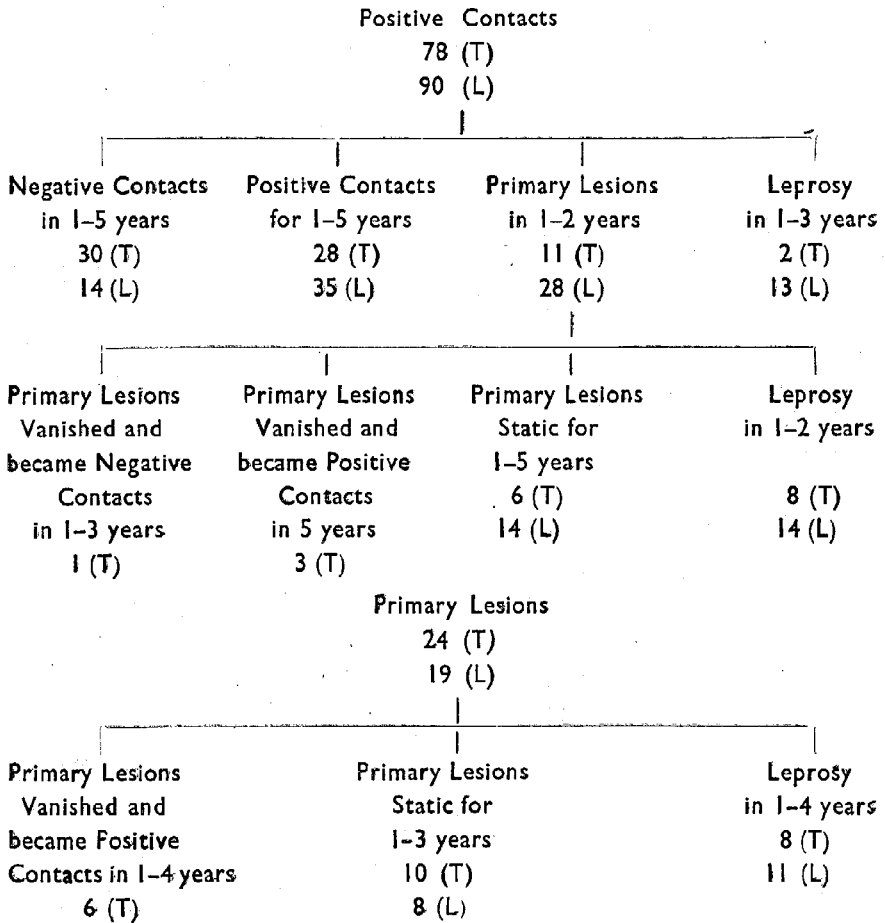 Positive Contacts
78 (T)
90 (L)
Negative Contacts
in 1–5 years
30 (T)
14 (L)
Positive Contacts
for 1–5 years
28 (T)
35 (L)
Primary Lesions
in 1–2 years
11 (T)
28 (L)
Leprosy
in 1–3 years
2 (T)
13 (L)
Primary Lesions
Vanished and
became Negative
Contacts
in 1–3 years
1 (T)
Primary Lesions
Vanished and
became Positive
Contacts
in 5 years
3 (T)
Primary Lesions
Static for
1–5 years
6 (T)
14 (L)
Leprosy
in 1–2 years
8 (T)
14 (L)
Primary Lesions
24 (T)
19 (L)
Primary Lesions
Vanished and
became Positive
Contacts in 1–4 years
6 (T)
Primary Lesions
Static for
1–3 years
10 (T)
8 (L)
Leprosy
in 1–4 years
8 (T)
11 (L)